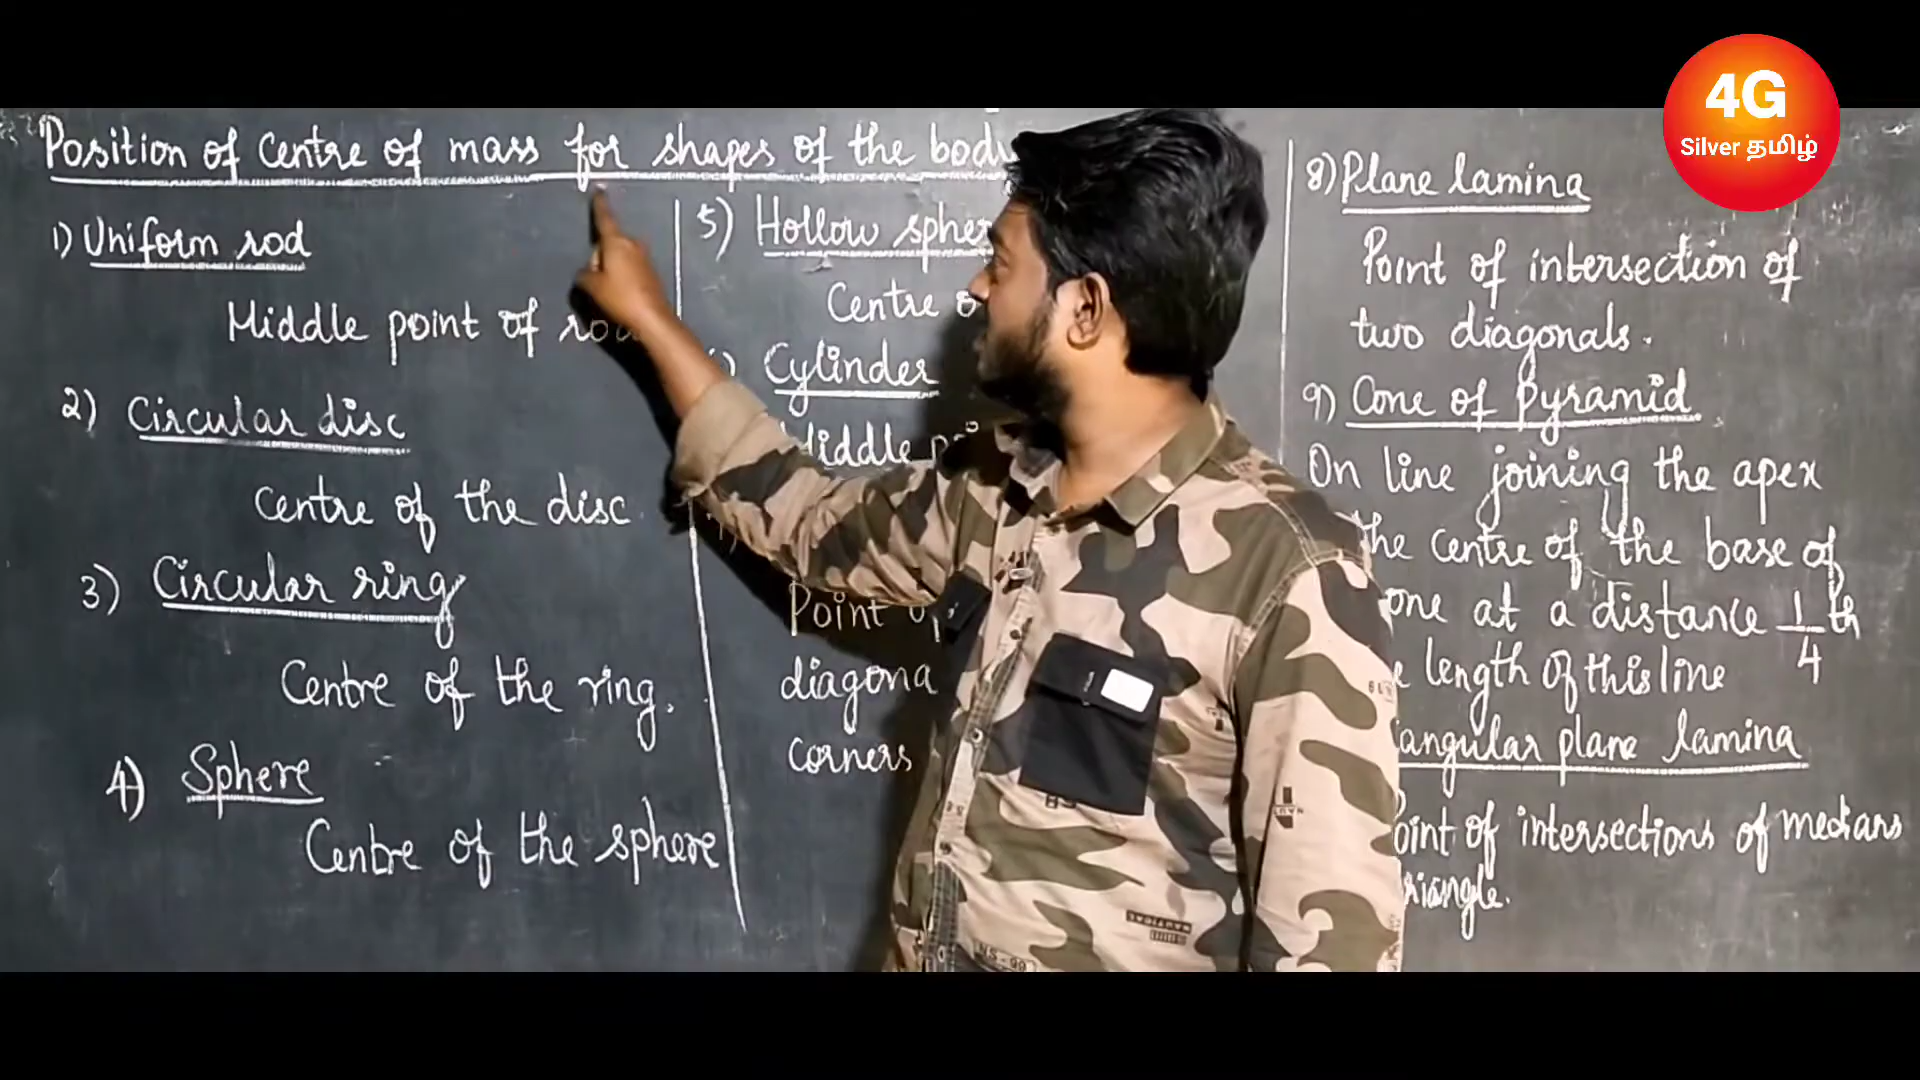 4G
Silver தமிழ்
Position of Centre of mass for shapes of the body
1) Uniform rod
Middle point of rod
2) Circular disc
Centre of the disc.
3) Circular ring
Centre of the ring.
4) Sphere
Centre of the sphere
5) Hollow
Centre
Cylinder
Middle
Point
corners
8) Plane lamina
Point of intersection of
two diagonals.
9) Cone of Pyramid
On line joining the apex
the centre of the base of
at a distance 1/4 th
length of this line
plane lamina
of intersections of medians